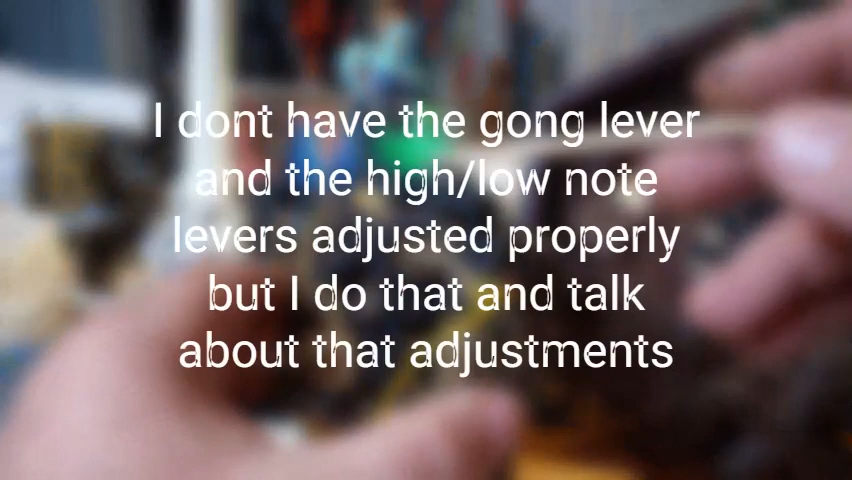 I dont have the gong lever
and the high/low note
levers adjusted properly
but I do that and talk
about that adjustments